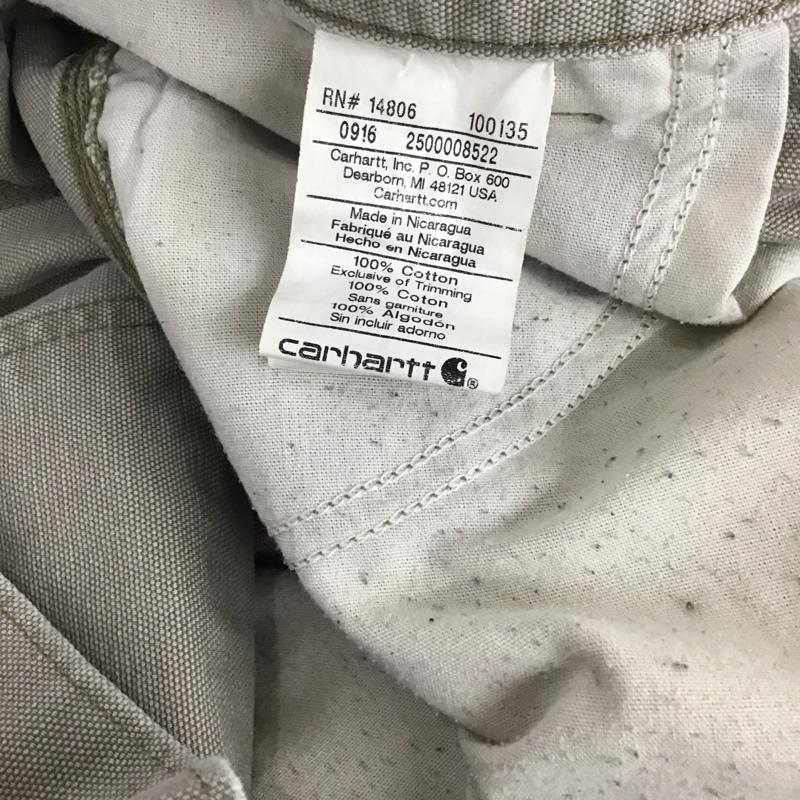 RN# 14806 100135
0916 2500008522
Carhartt, Inc. P. O. Box 600
Dearborn, MI 48121 USA
Carhartt.com
Made in Nicaragua
Fabriqué au Nicaragua
Hecho en Nicaragua
100% Cotton
Exclusive of Trimming
100% Coton
Sans garniture
100% Algodón
Sin incluir adorno
carhartt ®